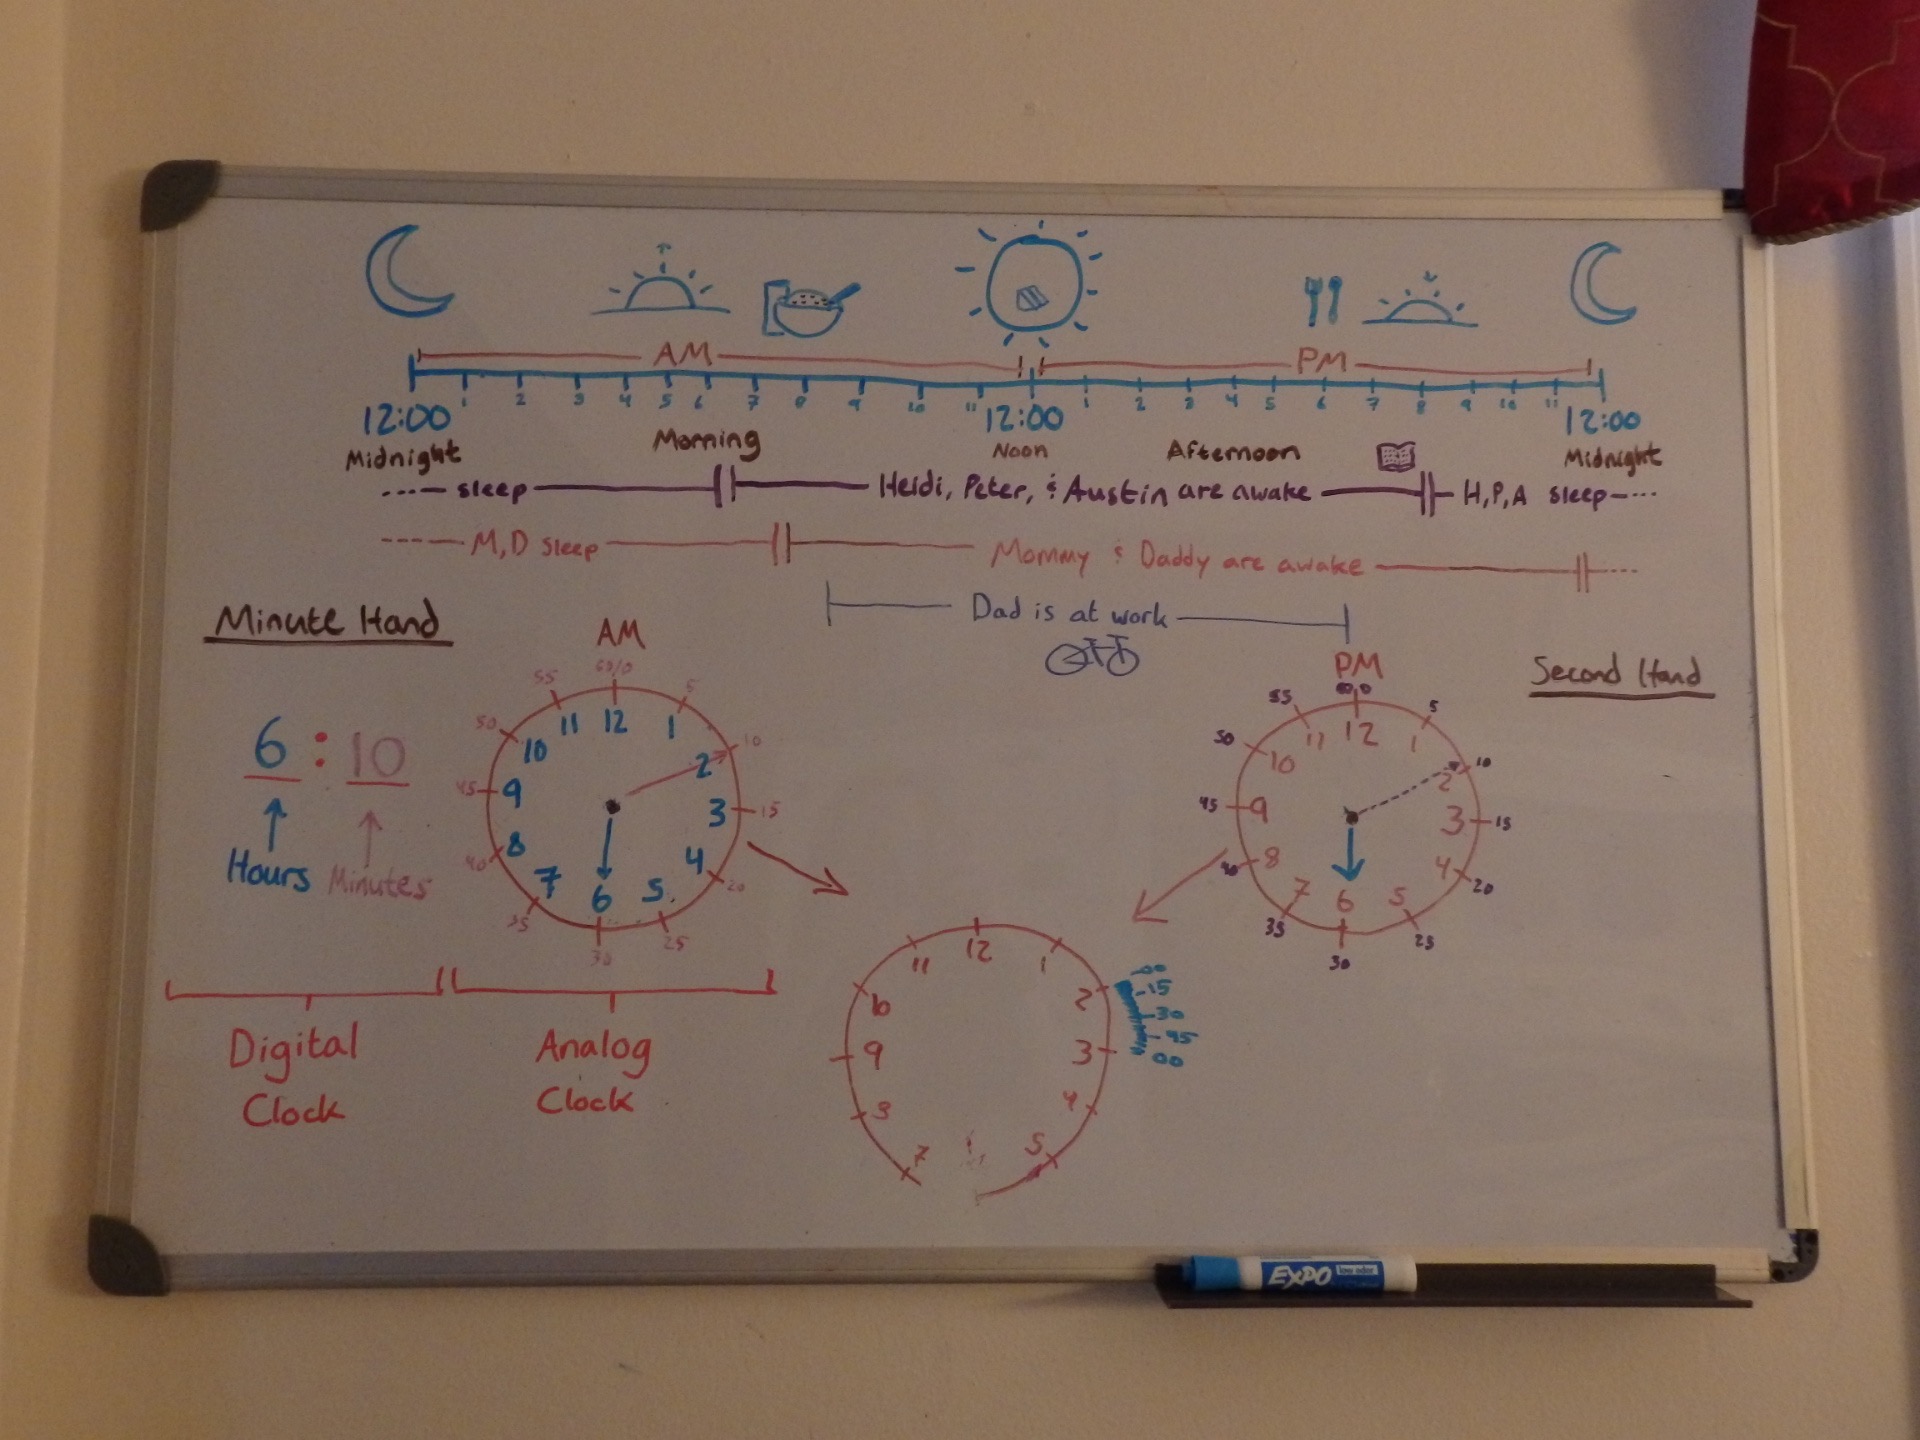 AM PM
1 2 3 4 5 6 7 8 9 10 11 1 2 3 4 5 6 7 8 9 10 11
12:00 12:00 12:00
Midnight Morning Noon Afternoon Midnight
sleep Heidi, Peter, & Austin are awake H,P,A sleep
M,D sleep Mommy & Daddy are awake
Dad is at work
Minute Hand
6:10
Hours Minutes
AM
60/0 5 10 15 20 25 30 35 40 45 50 55
12 1 2 3 4 5 6 7 8 9 10 11
PM
60/0 5 10 15 20 25 30 35 40 45 50 55
12 1 2 3 4 5 6 7 8 9 10 11
Second Hand
Digital
Clock
Analog
Clock
12 1 2 3 4 5 7 8 9 10 11
00
15
30
45
00
EXPO low odor